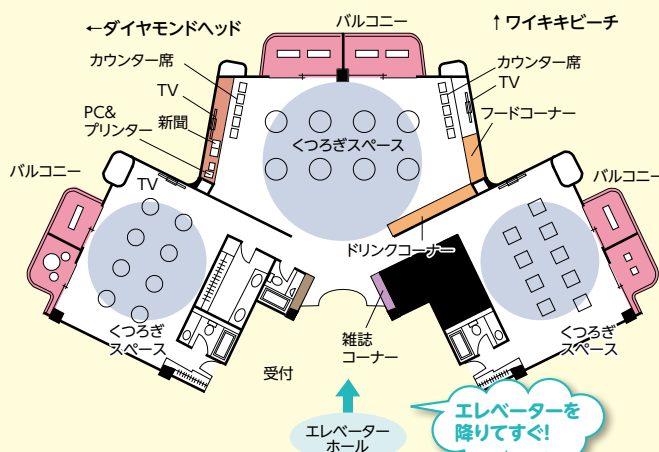 ←ダイヤモンドヘッド
バルコニー
↑ワイキキビーチ
カウンター席
カウンター席
TV
TV
PC&
プリンター
新聞
フードコーナー
くつろぎスペース
バルコニー
TV
バルコニー
ドリンクコーナー
くつろぎ
スペース
くつろぎ
スペース
雑誌
コーナー
受付
エレベーター
ホール
エレベーターを
降りてすぐ!